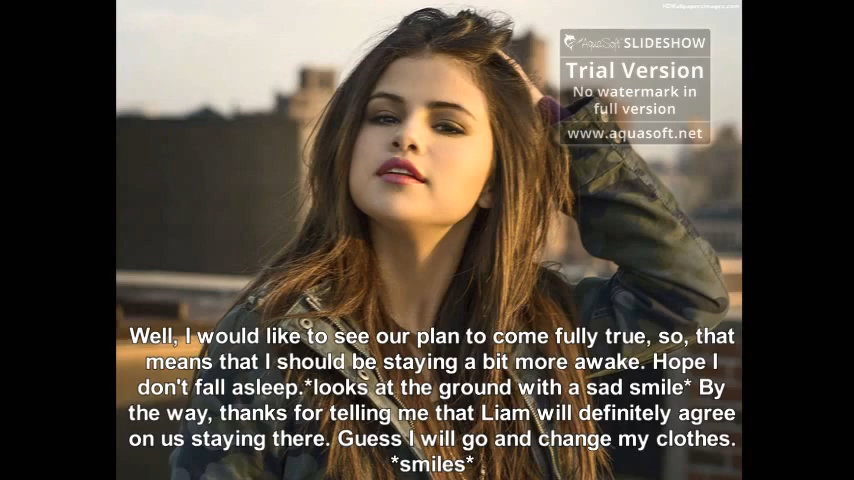 HDWallpapersImages.com
AquaSoft SLIDESHOW
Trial Version
No watermark in
full version
www.aquasoft.net
Well, I would like to see our plan to come fully true, so, that
means that I should be staying a bit more awake. Hope I
don't fall asleep.*looks at the ground with a sad smile* By
the way, thanks for telling me that Liam will definitely agree
on us staying there. Guess I will go and change my clothes.
*smiles*